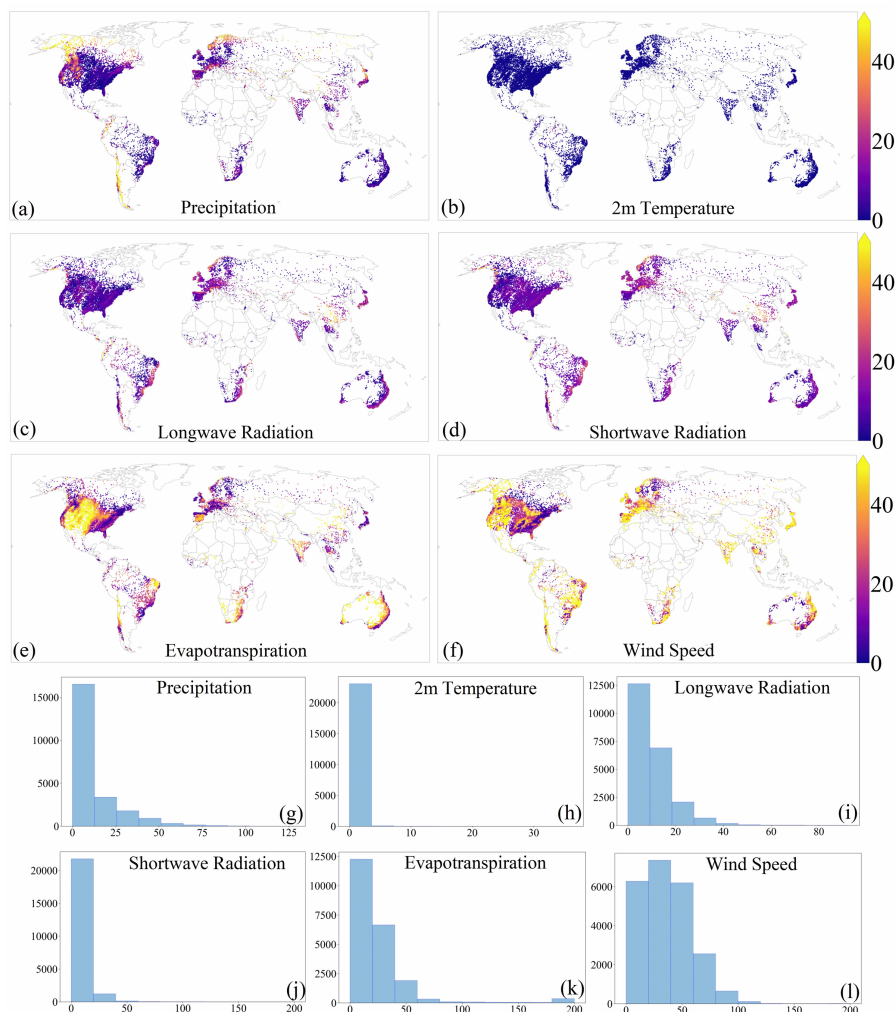 (a) Precipitation
(b) 2m Temperature
40
20
0
(c) Longwave Radiation
(d) Shortwave Radiation
40
20
0
(e) Evapotranspiration
(f) Wind Speed
40
20
0
Precipitation
15000
10000
5000
0
(g)
0 25 50 75 100 125
2m Temperature
20000
15000
10000
5000
0
(h)
0 10 20 30
Longwave Radiation
12500
10000
7500
5000
2500
0
(i)
0 20 40 60 80
Shortwave Radiation
20000
15000
10000
5000
0
(j)
0 50 100 150 200
Evapotranspiration
12500
10000
7500
5000
2500
0
(k)
0 50 100 150 200
Wind Speed
6000
4000
2000
0
(l)
0 50 100 150 200